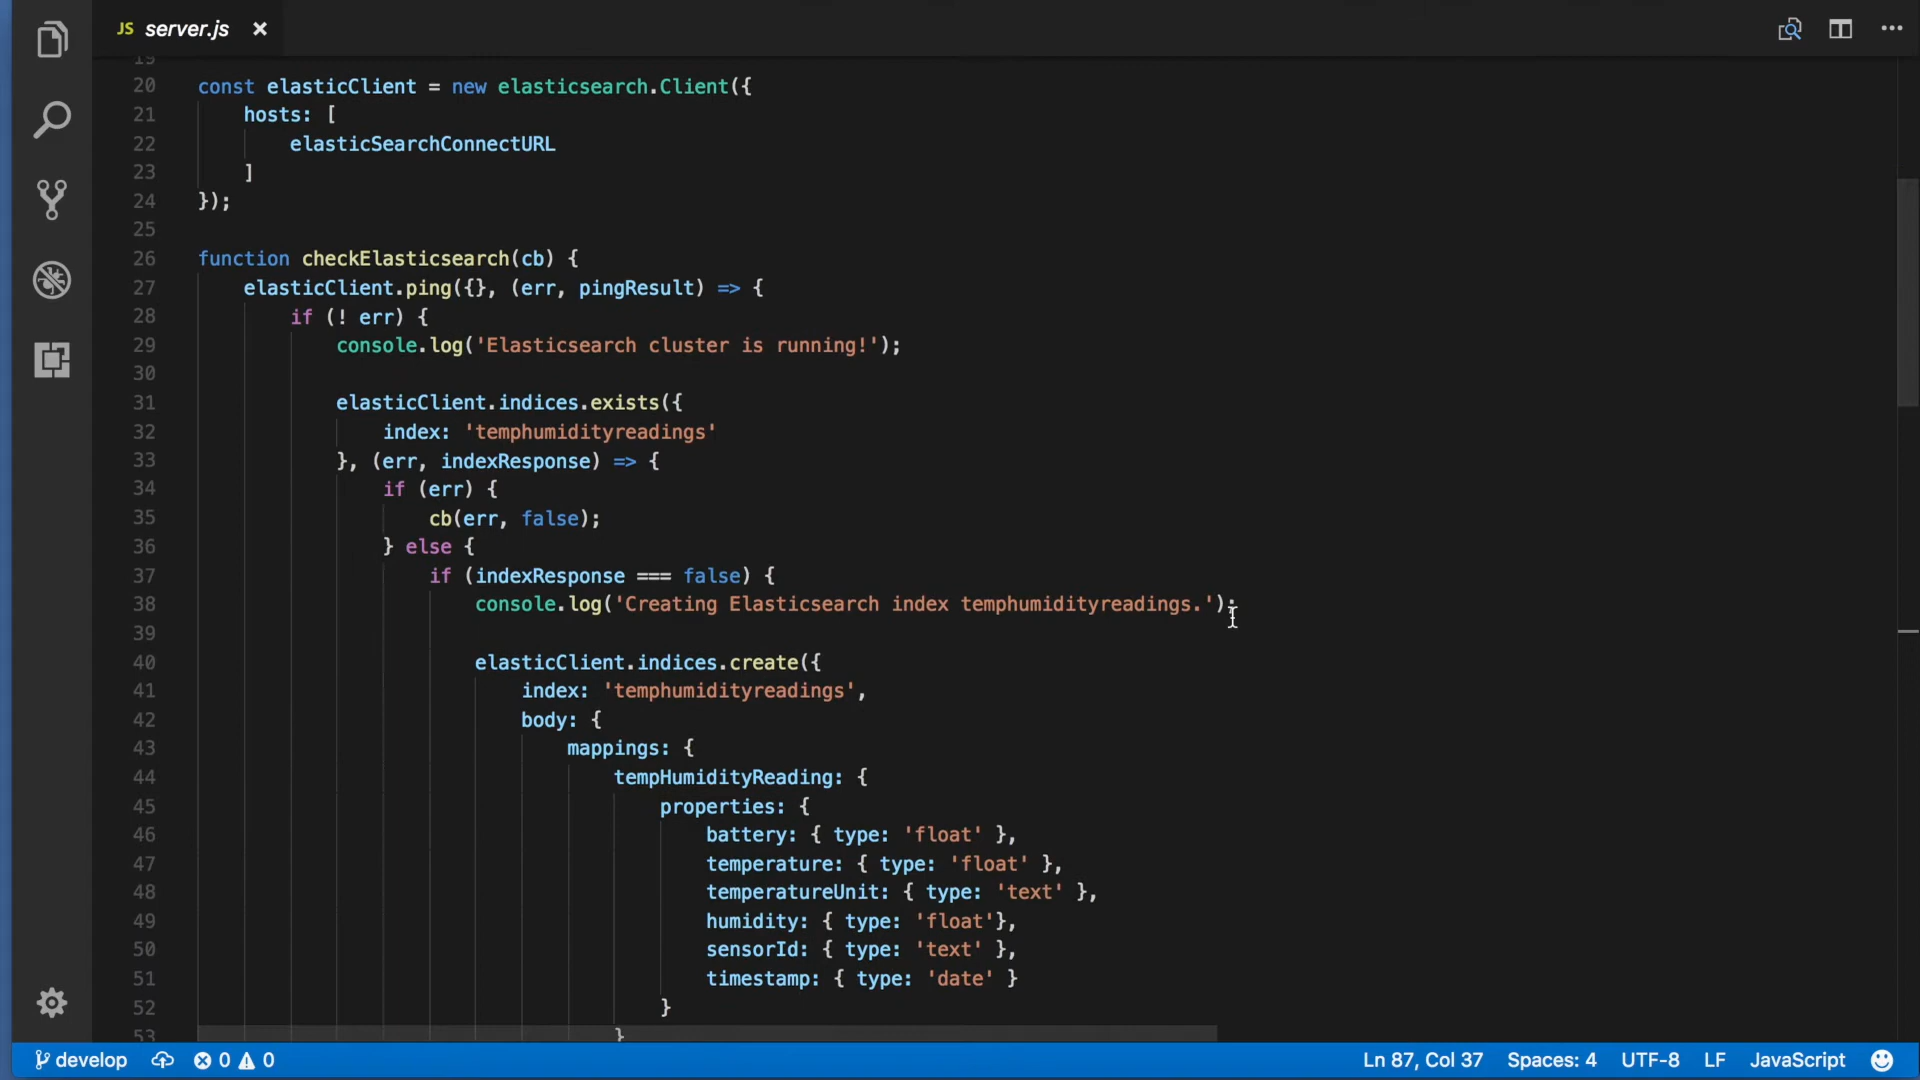 JS server.js ×
19
20 const elasticClient = new elasticsearch.Client({
21     hosts: [
22         elasticSearchConnectURL
23     ]
24 });
25
26 function checkElasticsearch(cb) {
27     elasticClient.ping({}, (err, pingResult) => {
28         if (! err) {
29             console.log('Elasticsearch cluster is running!');
30
31             elasticClient.indices.exists({
32                 index: 'temphumidityreadings'
33             }, (err, indexResponse) => {
34                 if (err) {
35                     cb(err, false);
36                 } else {
37                     if (indexResponse === false) {
38                         console.log('Creating Elasticsearch index temphumidityreadings.');
39
40                         elasticClient.indices.create({
41                             index: 'temphumidityreadings',
42                             body: {
43                                 mappings: {
44                                     tempHumidityReading: {
45                                         properties: {
46                                             battery: { type: 'float' },
47                                             temperature: { type: 'float' },
48                                             temperatureUnit: { type: 'text' },
49                                             humidity: { type: 'float'},
50                                             sensorId: { type: 'text' },
51                                             timestamp: { type: 'date' }
52                                         }
53                                     }
develop 0 0 Ln 87, Col 37 Spaces: 4 UTF-8 LF JavaScript